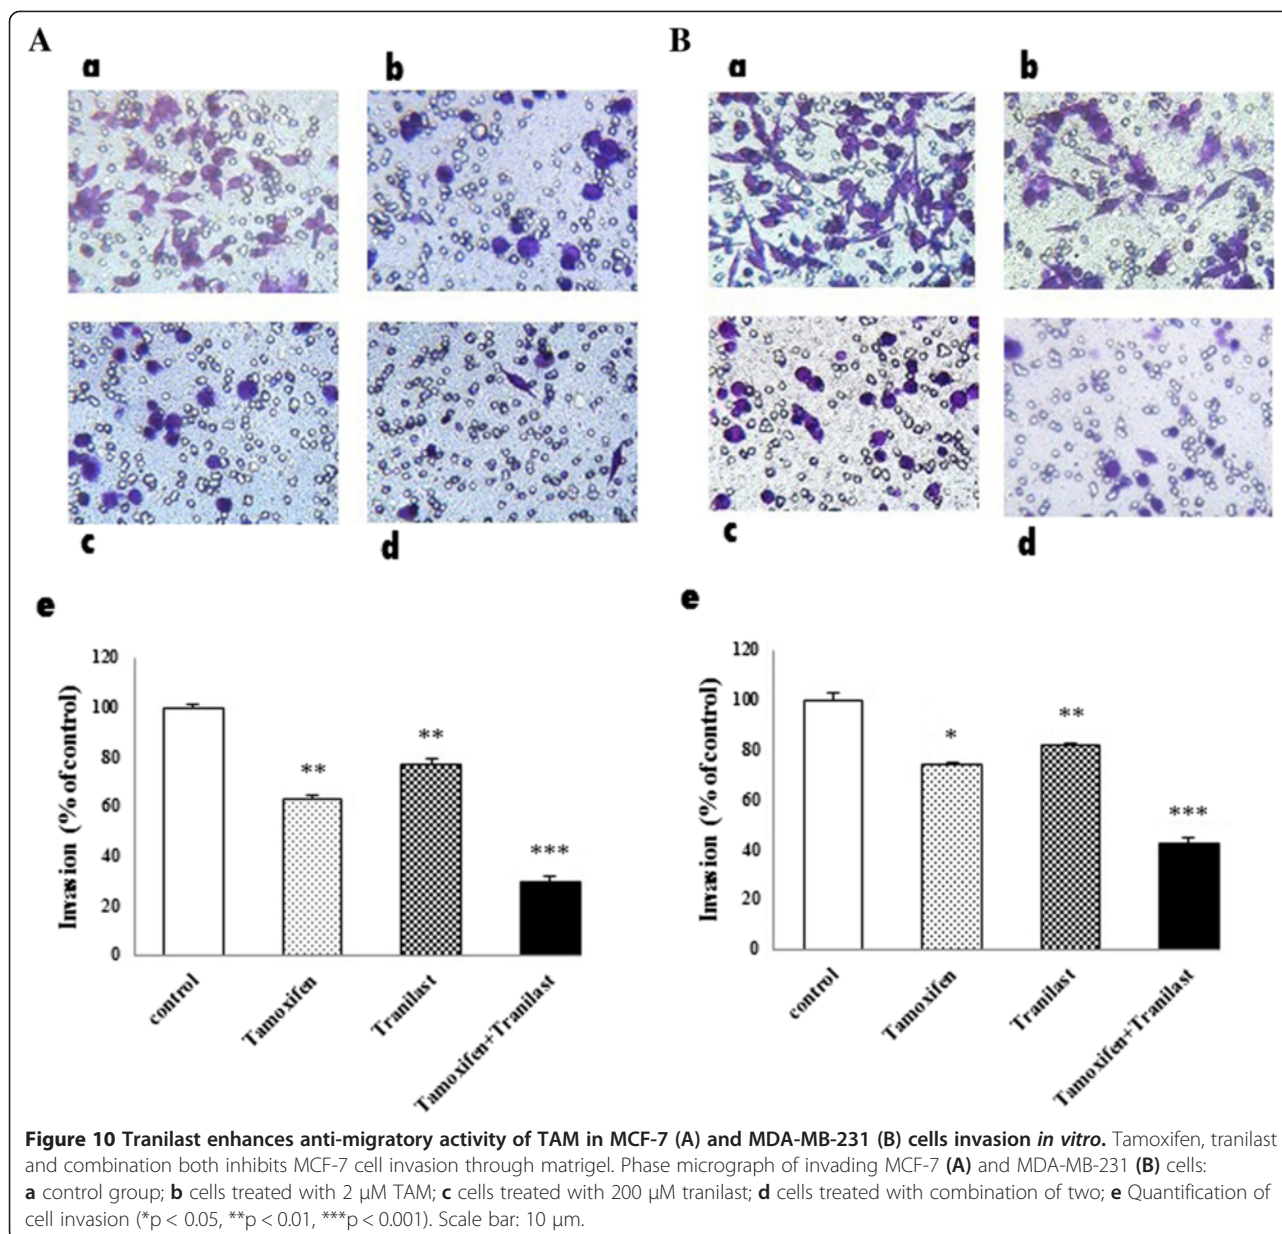 A
B
a
b
a
b
c
d
c
d
e
e
120
100
80
60
40
20
0
Invasion (% of control)
**
**
***
control
Tamoxifen
Tranilast
Tamoxifen+Tranilast
120
100
80
60
40
20
0
Invasion (% of control)
*
**
***
control
Tamoxifen
Tranilast
Tamoxifen+Tranilast
Figure 10 Tranilast enhances anti-migratory activity of TAM in MCF-7 (A) and MDA-MB-231 (B) cells invasion in vitro. Tamoxifen, tranilast
and combination both inhibits MCF-7 cell invasion through matrigel. Phase micrograph of invading MCF-7 (A) and MDA-MB-231 (B) cells:
a control group; b cells treated with 2 μM TAM; c cells treated with 200 μM tranilast; d cells treated with combination of two; e Quantification of
cell invasion (*p < 0.05, **p < 0.01, ***p < 0.001). Scale bar: 10 μm.